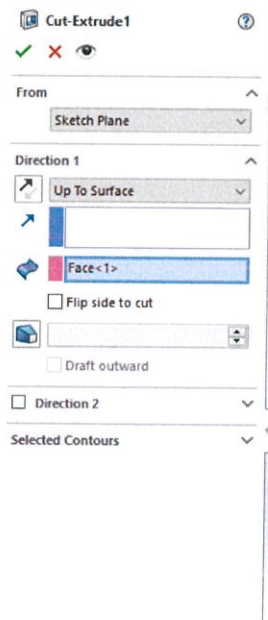 Cut-Extrude1
From
Sketch Plane
Direction 1
Up To Surface
Face<1>
Flip side to cut
Draft outward
Direction 2
Selected Contours